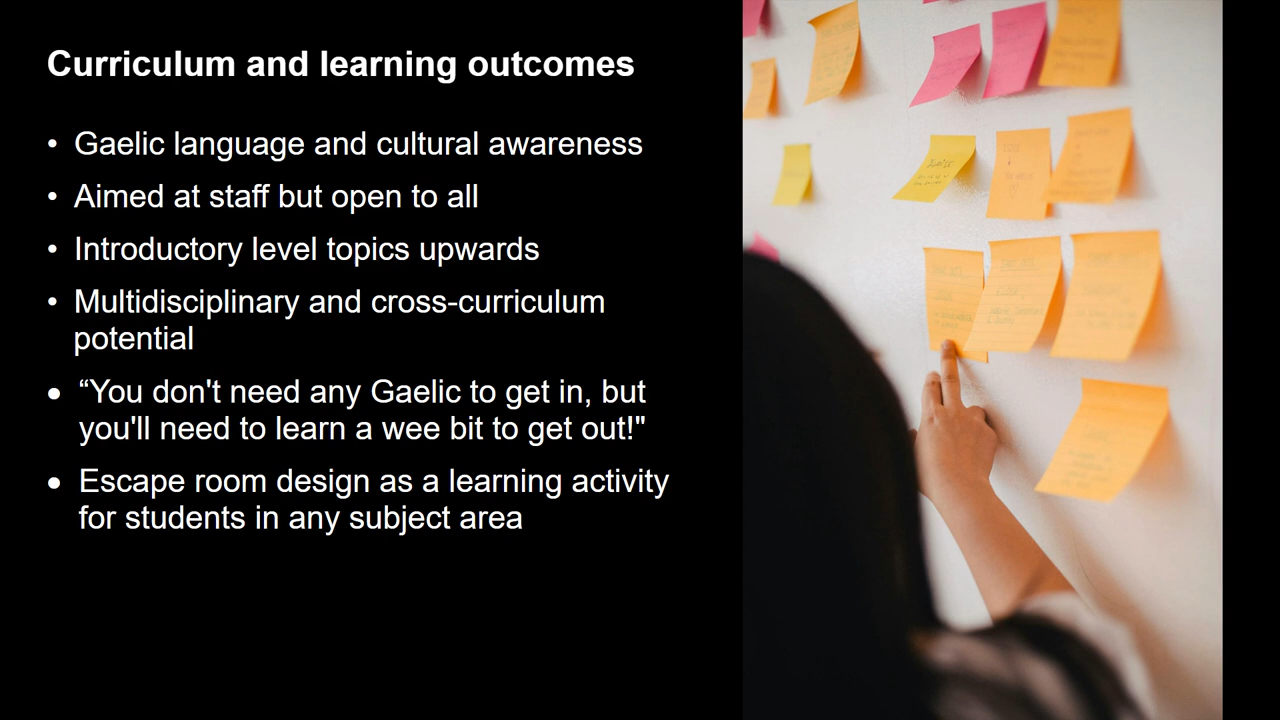 Curriculum and learning outcomes
• Gaelic language and cultural awareness
• Aimed at staff but open to all
• Introductory level topics upwards
• Multidisciplinary and cross-curriculum
potential
• “You don't need any Gaelic to get in, but
you'll need to learn a wee bit to get out!"
• Escape room design as a learning activity
for students in any subject area